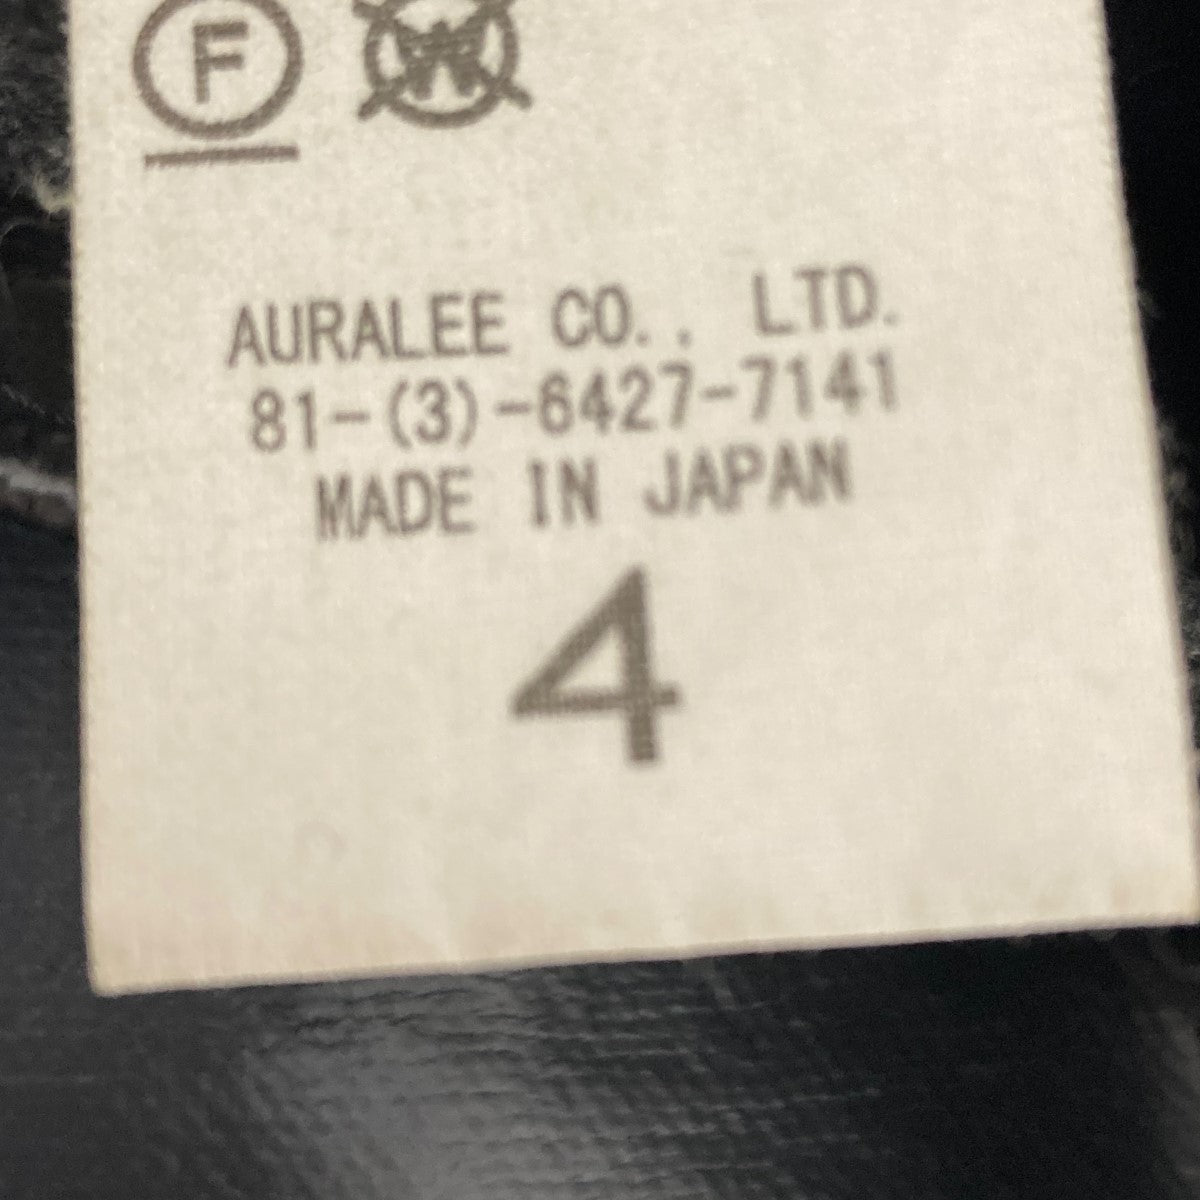 F W
AURALEE CO., LTD.
81-(3)-6427-7141
MADE IN JAPAN
4